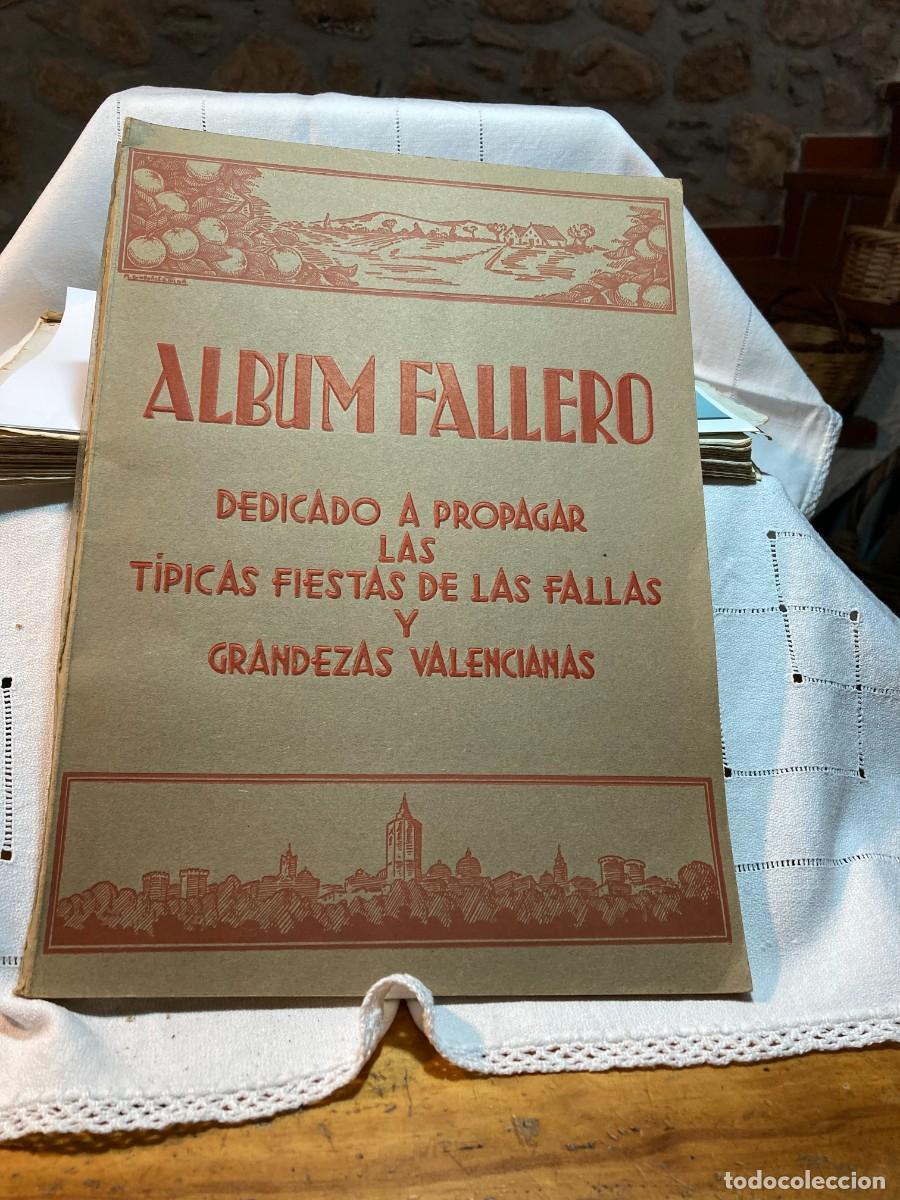 ALBUM FALLERO
DEDICADO A PROPAGAR
LAS
TÍPICAS FIESTAS DE LAS FALLAS
Y
GRANDEZAS VALENCIANAS
todocoleccion